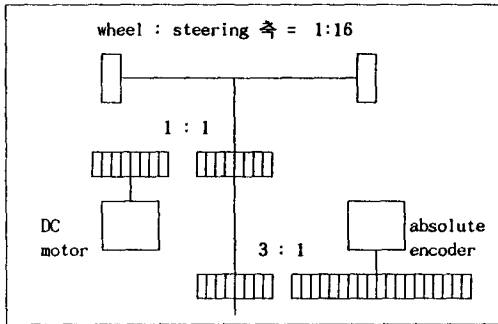 wheel : steering 축 = 1:16
1 : 1
DC
motor
absolute
encoder
3 : 1